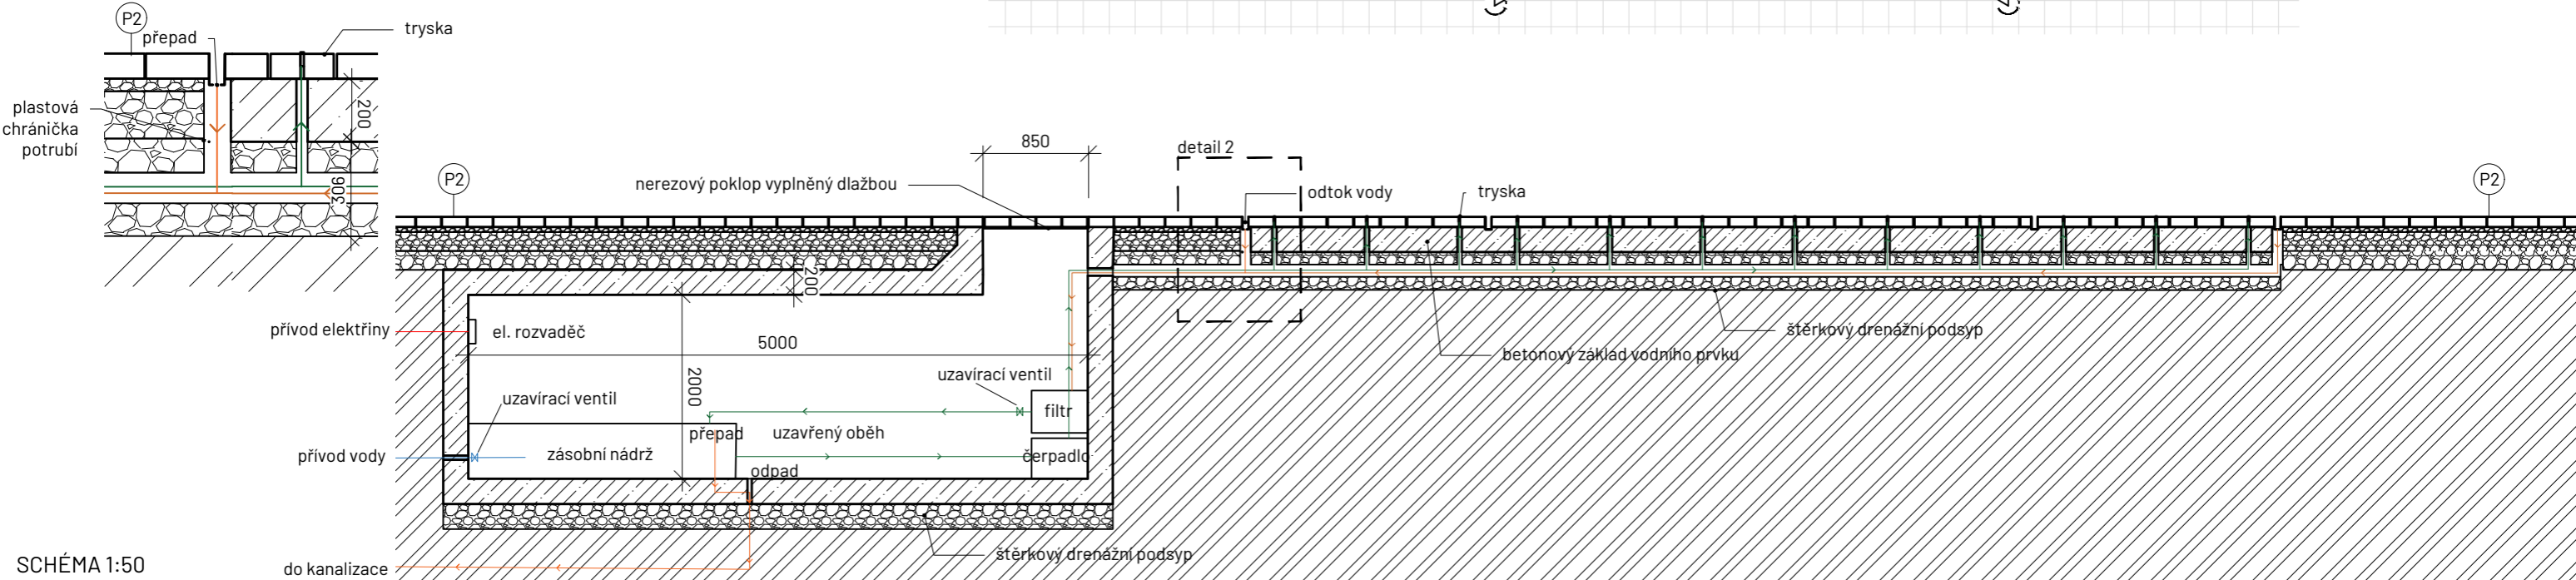 P2
přepad
tryska
plastová
chránička
potrubí
200
306
850
detail 2
P2
nerezový poklop vyplněný dlažbou
odtok vody
tryska
P2
200
přívod elektřiny
el. rozvaděč
5000
štěrkový drenážní podsyp
betonový základ vodního prvku
2000
uzavírací ventil
uzavírací ventil
filtr
přepad
uzavřený oběh
přívod vody
zásobní nádrž
čerpadlo
odpad
štěrkový drenážní podsyp
SCHÉMA 1:50
do kanalizace